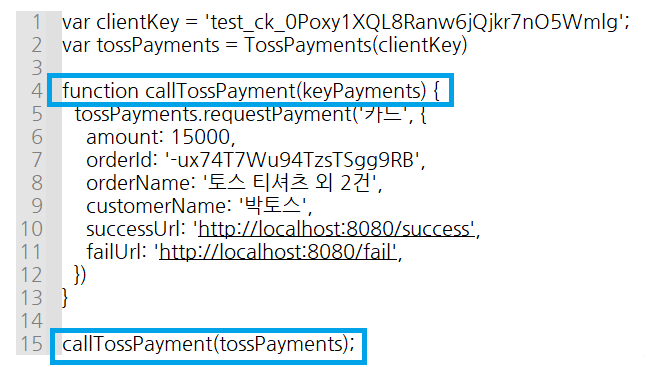 1 var clientKey = 'test_ck_0Poxy1XQL8Ranw6jQjkr7nO5Wmlg';
2 var tossPayments = TossPayments(clientKey)
3
4 function callTossPayment(keyPayments) {
5 tossPayments.requestPayment('카드', {
6 amount: 15000,
7 orderId: '-ux74T7Wu94TzsTSgg9RB',
8 orderName: '토스 티셔츠 외 2건',
9 customerName: '박토스',
10 successUrl: 'http://localhost:8080/success',
11 failUrl: 'http://localhost:8080/fail',
12 })
13 }
14
15 callTossPayment(tossPayments);